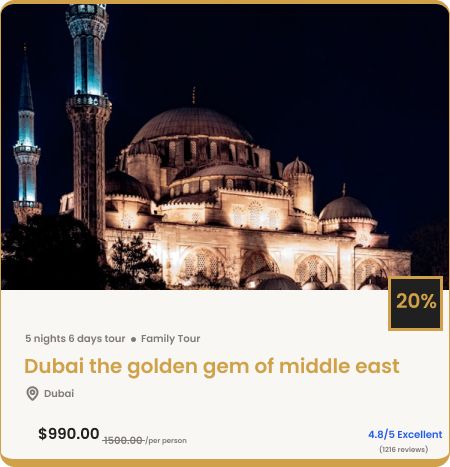 20%
5 nights 6 days tour • Family Tour
Dubai the golden gem of middle east
Dubai
$990.00 1500.00 /per person
4.8/5 Excellent
(1216 reviews)